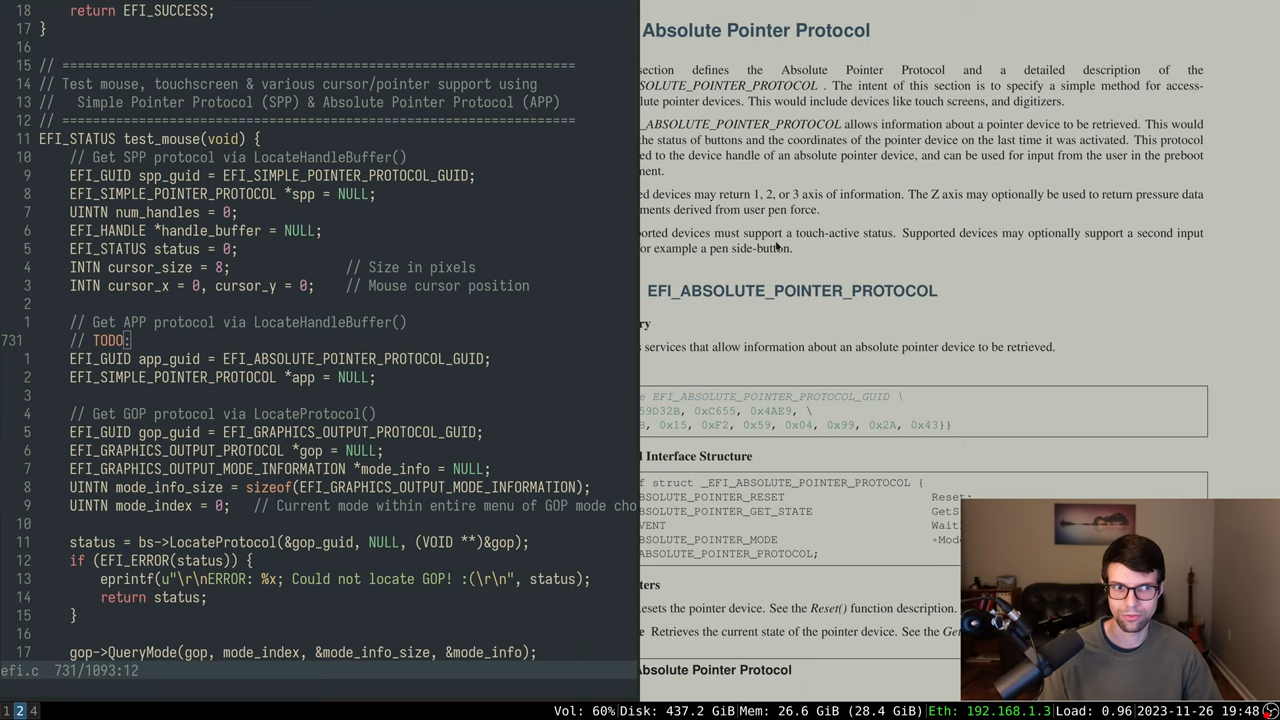 18 return EFI_SUCCESS;
17 }
16
15 // ===================================================================
14 // Test mouse, touchscreen & various cursor/pointer support using
13 //   Simple Pointer Protocol (SPP) & Absolute Pointer Protocol (APP)
12 // ===================================================================
11 EFI_STATUS test_mouse(void) {
10 // Get SPP protocol via LocateHandleBuffer()
9 EFI_GUID spp_guid = EFI_SIMPLE_POINTER_PROTOCOL_GUID;
8 EFI_SIMPLE_POINTER_PROTOCOL *spp = NULL;
7 UINTN num_handles = 0;
6 EFI_HANDLE *handle_buffer = NULL;
5 EFI_STATUS status = 0;
4 INTN cursor_size = 8; // Size in pixels
3 INTN cursor_x = 0, cursor_y = 0; // Mouse cursor position
2
1 // Get APP protocol via LocateHandleBuffer()
731 // TODO:
1 EFI_GUID app_guid = EFI_ABSOLUTE_POINTER_PROTOCOL_GUID;
2 EFI_SIMPLE_POINTER_PROTOCOL *app = NULL;
3
4 // Get GOP protocol via LocateProtocol()
5 EFI_GUID gop_guid = EFI_GRAPHICS_OUTPUT_PROTOCOL_GUID;
6 EFI_GRAPHICS_OUTPUT_PROTOCOL *gop = NULL;
7 EFI_GRAPHICS_OUTPUT_MODE_INFORMATION *mode_info = NULL;
8 UINTN mode_info_size = sizeof(EFI_GRAPHICS_OUTPUT_MODE_INFORMATION);
9 UINTN mode_index = 0; // Current mode within entire menu of GOP mode cho
10
11 status = bs->LocateProtocol(&gop_guid, NULL, (VOID **)&gop);
12 if (EFI_ERROR(status)) {
13 eprintf(u"\r\nERROR: %x; Could not locate GOP! :(\r\n", status);
14 return status;
15 }
16
17 gop->QueryMode(gop, mode_index, &mode_info_size, &mode_info);
efi.c 731/1093:12
Absolute Pointer Protocol
section defines the Absolute Pointer Protocol and a detailed description of the
SOLUTE_POINTER_PROTOCOL . The intent of this section is to specify a simple method for access-
lute pointer devices. This would include devices like touch screens, and digitizers.
_ABSOLUTE_POINTER_PROTOCOL allows information about a pointer device to be retrieved. This would
the status of buttons and the coordinates of the pointer device on the last time it was activated. This protocol
ed to the device handle of an absolute pointer device, and can be used for input from the user in the preboot
ment.
ed devices may return 1, 2, or 3 axis of information. The Z axis may optionally be used to return pressure data
ments derived from user pen force.
ported devices must support a touch-active status. Supported devices may optionally support a second input
or example a pen side-button.
EFI_ABSOLUTE_POINTER_PROTOCOL
ry
s services that allow information about an absolute pointer device to be retrieved.
e EFI_ABSOLUTE_POINTER_PROTOCOL_GUID \
59D32B, 0xC655, 0x4AE9, \
B, 0x15, 0xF2, 0x59, 0x04, 0x99, 0x2A, 0x43}}
l Interface Structure
f struct _EFI_ABSOLUTE_POINTER_PROTOCOL {
BSOLUTE_POINTER_RESET Reset;
BSOLUTE_POINTER_GET_STATE GetS
VENT Wait
BSOLUTE_POINTER_MODE *Mod
ABSOLUTE_POINTER_PROTOCOL;
ters
esets the pointer device. See the Reset() function description.
e Retrieves the current state of the pointer device. See the Get
bsolute Pointer Protocol
1 2 4 Vol: 60%|Disk: 437.2 GiB|Mem: 26.6 GiB (28.4 GiB)|Eth: 192.168.1.3|Load: 0.96 2023-11-26 19:48